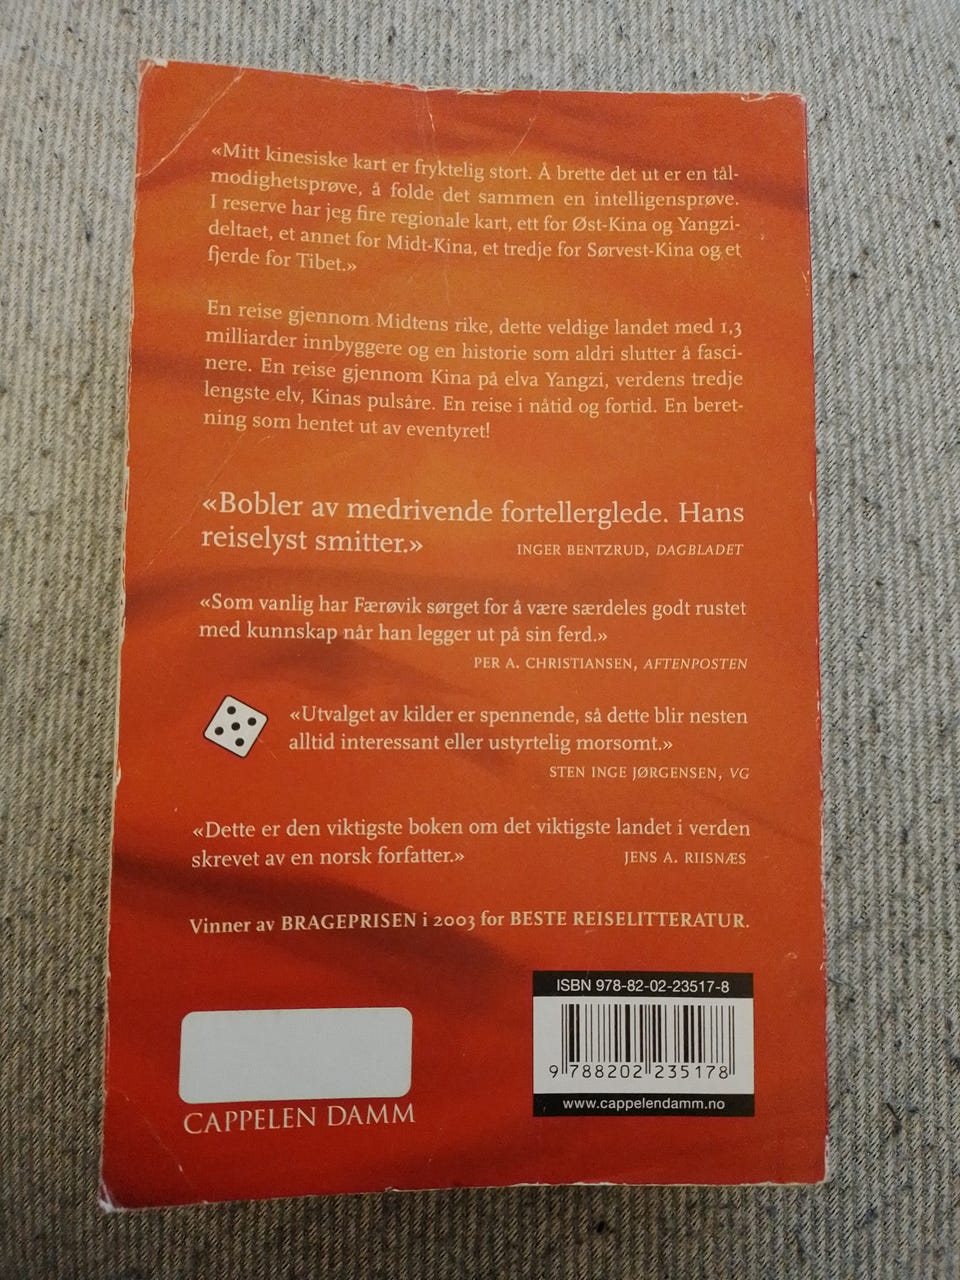 «Mitt kinesiske kart er fryktelig stort. Å brette det ut er en tål-
modighetsprøve, å folde det sammen en intelligensprøve.
I reserve har jeg fire regionale kart, ett for Øst-Kina og Yangzi-
deltaet, et annet for Midt-Kina, et tredje for Sørvest-Kina og et
fjerde for Tibet.»
En reise gjennom Midtens rike, dette veldige landet med 1,3
milliarder innbyggere og en historie som aldri slutter å fasci-
nere. En reise gjennom Kina på elva Yangzi, verdens tredje
lengste elv, Kinas pulsåre. En reise i nåtid og fortid. En beret-
ning som hentet ut av eventyret!
«Bobler av medrivende fortellerglede. Hans
reiselyst smitter.» INGER BENTZRUD, DAGBLADET
«Som vanlig har Færøvik sørget for å være særdeles godt rustet
med kunnskap når han legger ut på sin ferd.»
PER A. CHRISTIANSEN, AFTENPOSTEN
«Utvalget av kilder er spennende, så dette blir nesten
alltid interessant eller ustyrtelig morsomt.»
STEN INGE JØRGENSEN, VG
«Dette er den viktigste boken om det viktigste landet i verden
skrevet av en norsk forfatter.» JENS A. RIISNÆS
Vinner av BRAGEPRISEN i 2003 for BESTE REISELITTERATUR.
ISBN 978-82-02-23517-8
9 788202 235178
www.cappelendamm.no
CAPPELEN DAMM